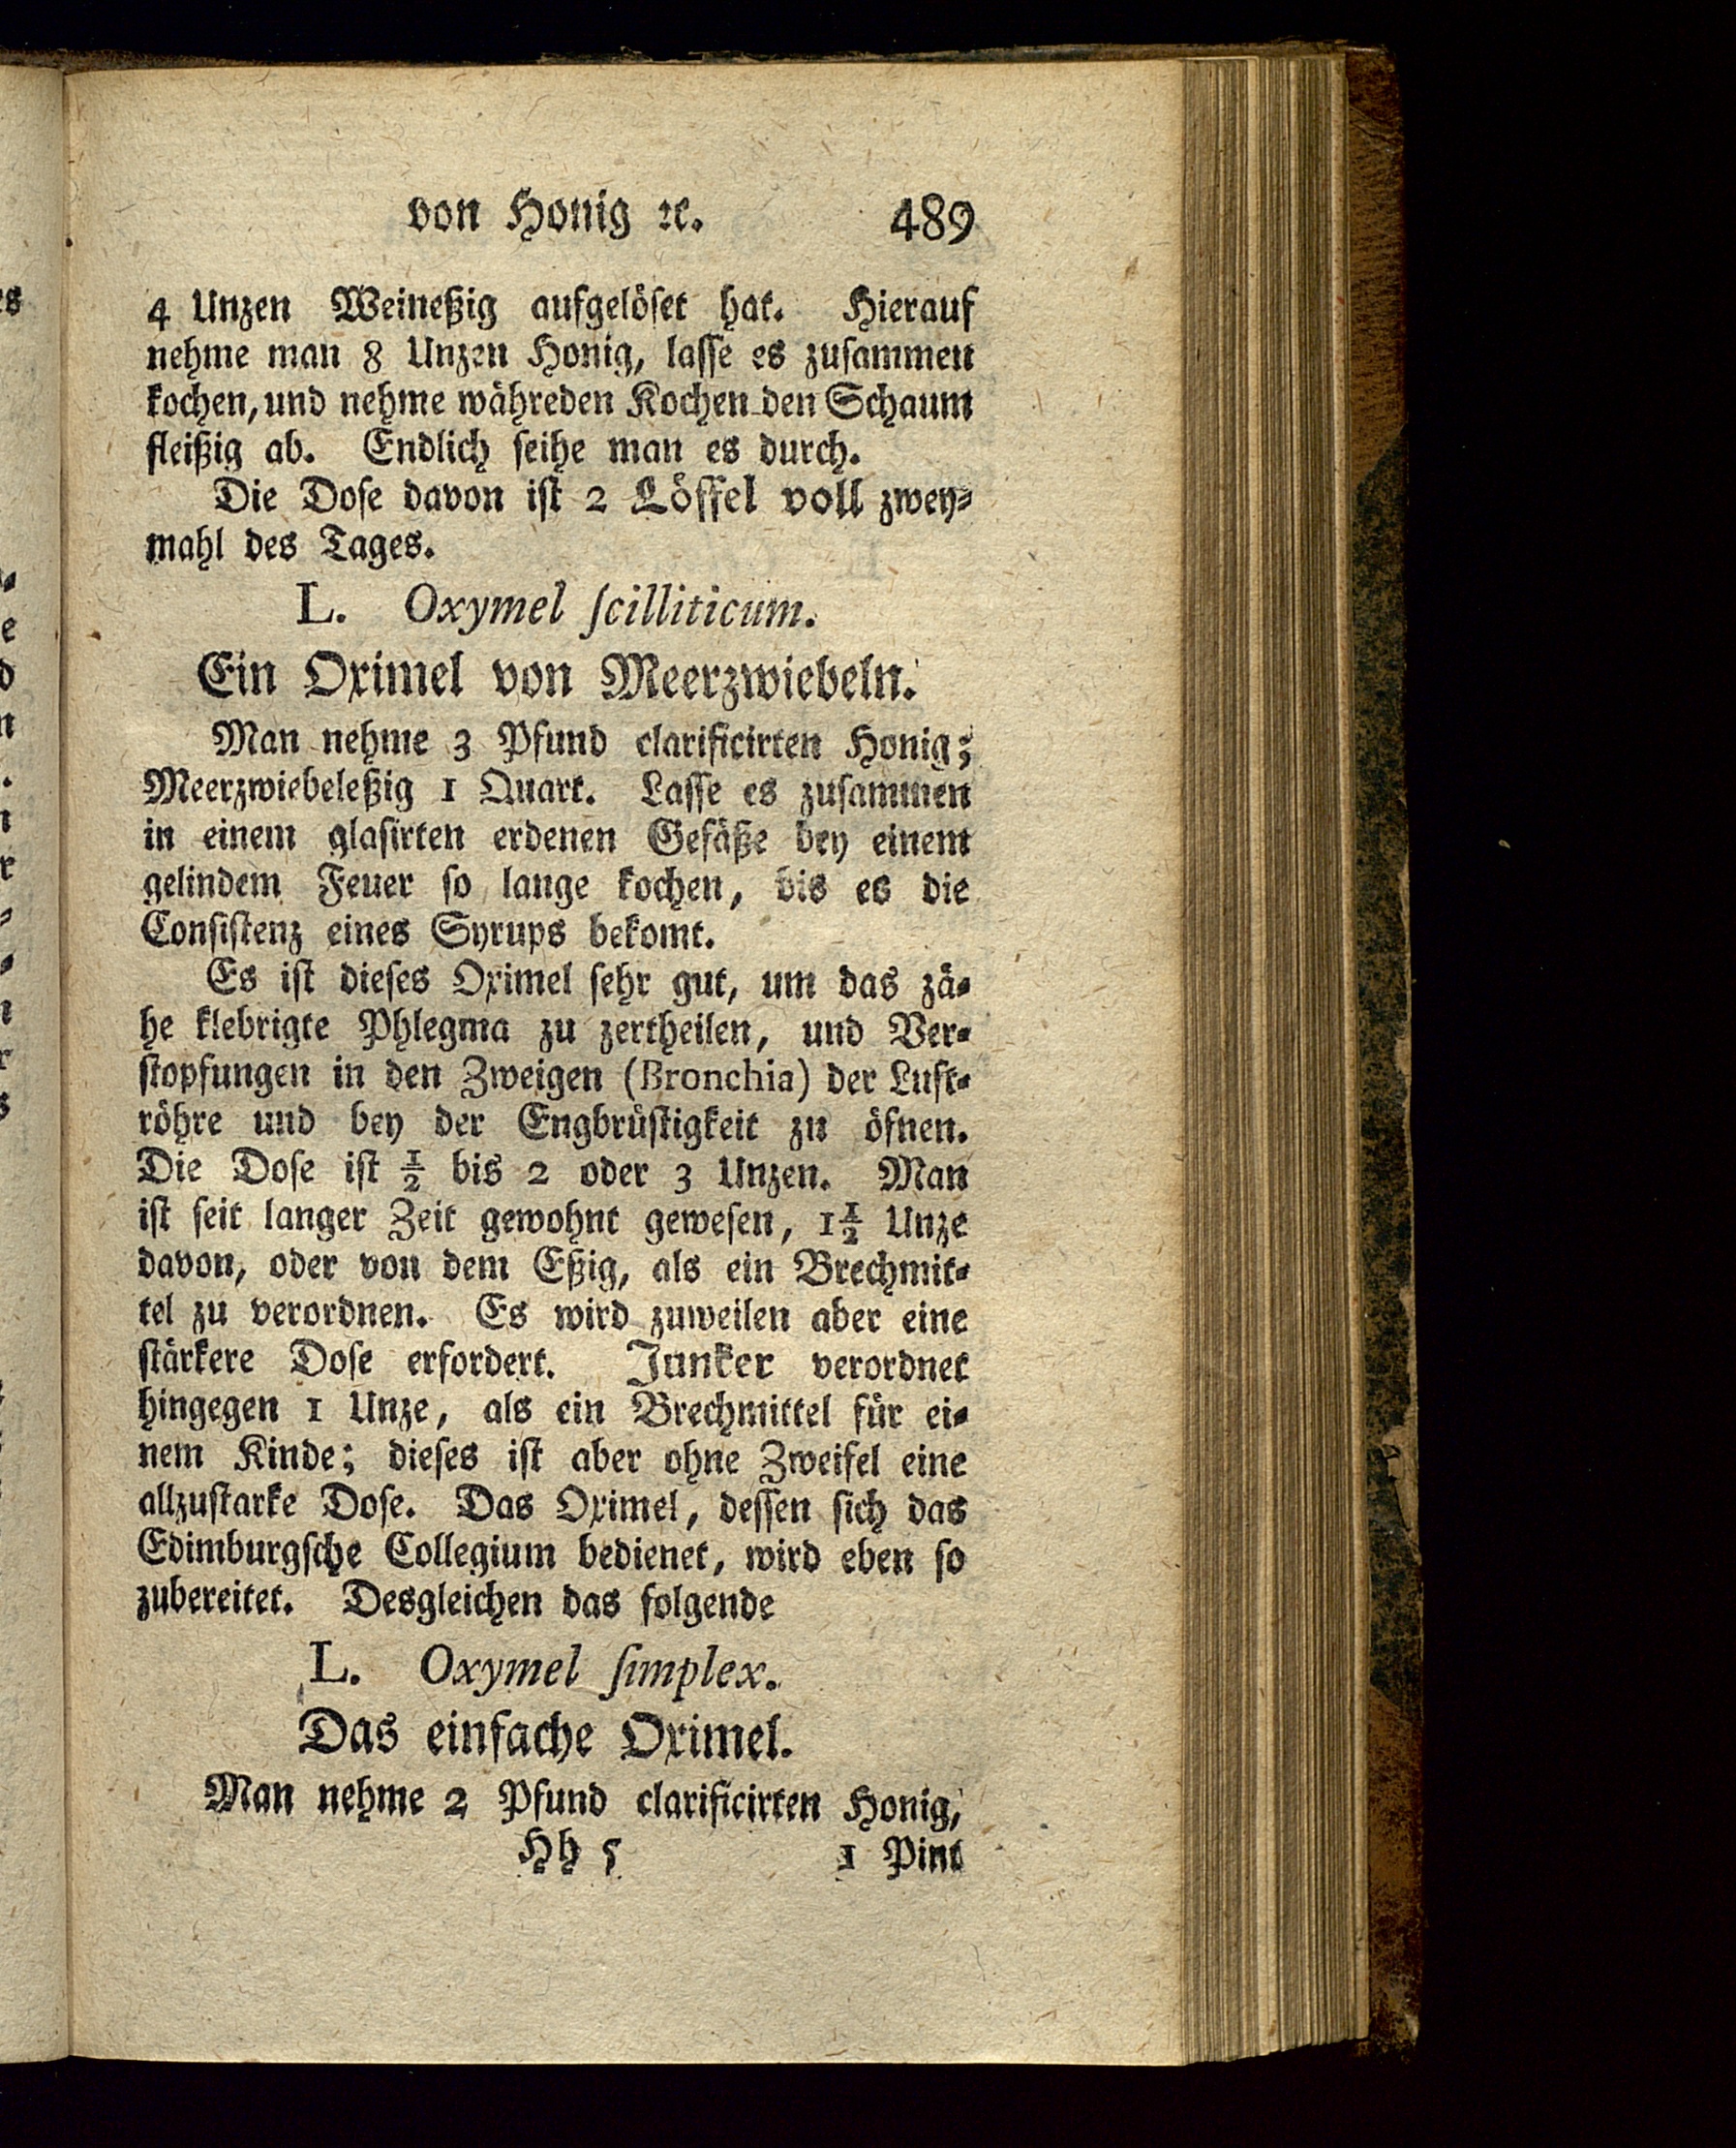 von Honig ꝛc. 489
4 Unzen Weineßig aufgelöſet hat. Hierauf
nehme man 8 Unzen Honig, laſſe es zuſammen
kochen, und nehme währeden Kochen den Schaum
fleißig ab. Endlich ſeihe man es durch.
Die Doſe davon iſt 2 Löffel voll zwey⸗
mahl des Tages.
L. Oxymel ſcilliticum.
Ein Oximel von Meerzwiebeln.
Man nehme 3 Pfund clarificirten Honig;
Meerzwiebeleßig 1 Quart. Laſſe es zuſammen
in einem glaſirten erdenen Gefäße bey einem
gelindem Feuer ſo lange kochen, bis es die
Conſiſtenz eines Syrups bekomt.
Es iſt dieſes Oximel ſehr gut, um das zä⸗
he klebrigte Phlegma zu zertheilen, und Ver⸗
ſtopfungen in den Zweigen (Bronchia) der Luft⸗
röhre und bey der Engbrüſtigkeit zu öfnen.
Die Doſe iſt ½ bis 2 oder 3 Unzen. Man
iſt ſeit langer Zeit gewohnt geweſen, 1½ Unze
davon, oder von dem Eßig, als ein Brechmit⸗
tel zu verordnen. Es wird zuweilen aber eine
ſtärkere Doſe erfordert. Junker verordnet
hingegen 1 Unze, als ein Brechmittel für ei⸗
nem Kinde; dieſes iſt aber ohne Zweifel eine
allzuſtarke Doſe. Das Oximel, deſſen ſich das
Edimburgſche Collegium bedienet, wird eben ſo
zubereitet. Desgleichen das folgende
L. Oxymel ſimplex.
Das einfache Oximel.
Man nehme 2 Pfund clarificirten Honig,
Hh 5 1 Pint